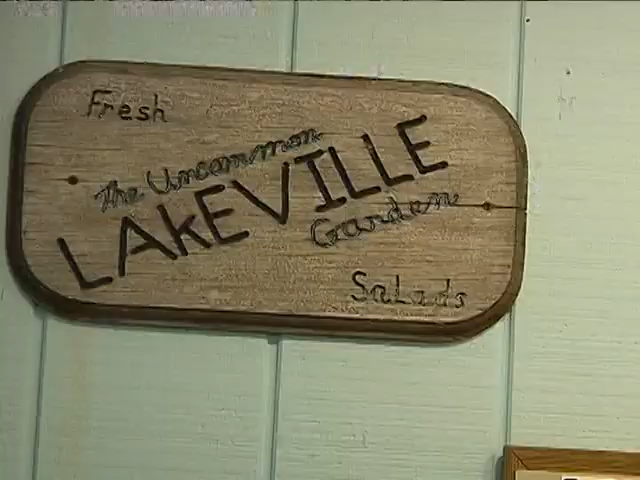 Fresh
The Uncommon
LAkEVILLE
Garden
Salads